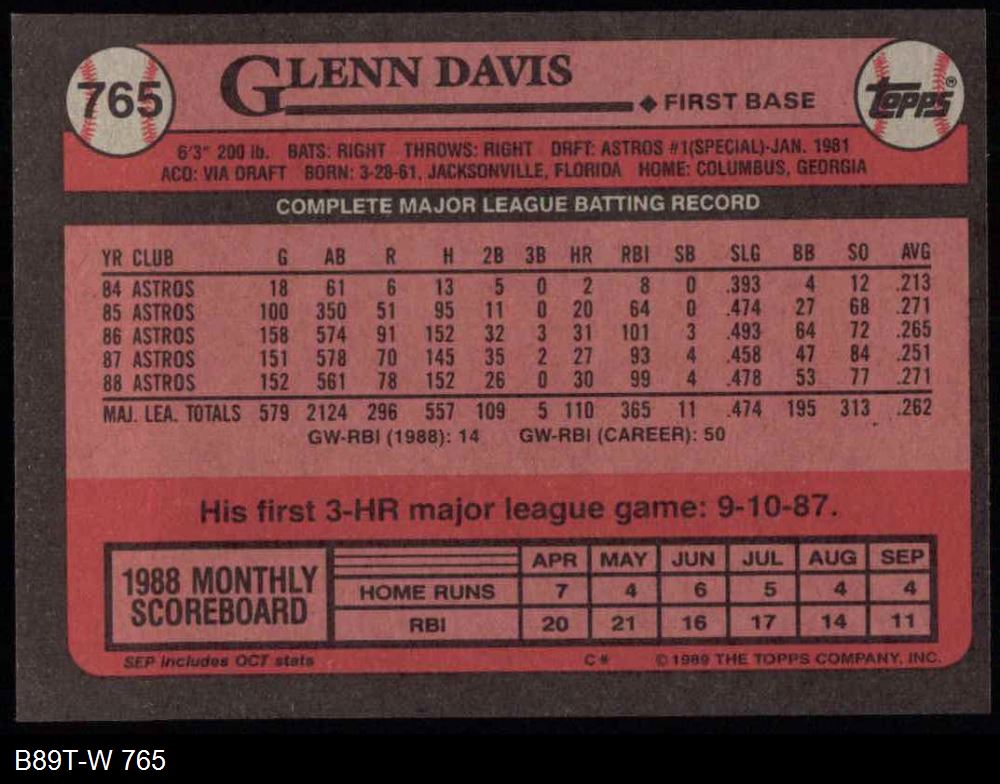 765
GLENN DAVIS
FIRST BASE
topps®
6'3" 200 lb. BATS: RIGHT THROWS: RIGHT DRFT: ASTROS #1(SPECIAL)-JAN. 1981
ACQ: VIA DRAFT BORN: 3-28-61, JACKSONVILLE, FLORIDA HOME: COLUMBUS, GEORGIA
COMPLETE MAJOR LEAGUE BATTING RECORD
YR CLUB G AB R H 2B 3B HR RBI SB SLG BB SO AVG
84 ASTROS 18 61 6 13 5 0 2 8 0 .393 4 12 .213
85 ASTROS 100 350 51 95 11 0 20 64 0 .474 27 68 .271
86 ASTROS 158 574 91 152 32 3 31 101 3 .493 64 72 .265
87 ASTROS 151 578 70 145 35 2 27 93 4 .458 47 84 .251
88 ASTROS 152 561 78 152 26 0 30 99 4 .478 53 77 .271
MAJ. LEA. TOTALS 579 2124 296 557 109 5 110 365 11 .474 195 313 .262
GW-RBI (1988): 14 GW-RBI (CAREER): 50
His first 3-HR major league game: 9-10-87.
1988 MONTHLY
SCOREBOARD
APR MAY JUN JUL AUG SEP
HOME RUNS 7 4 6 5 4 4
RBI 20 21 16 17 14 11
SEP includes OCT stats
C* © 1989 THE TOPPS COMPANY, INC.
B89T-W 765